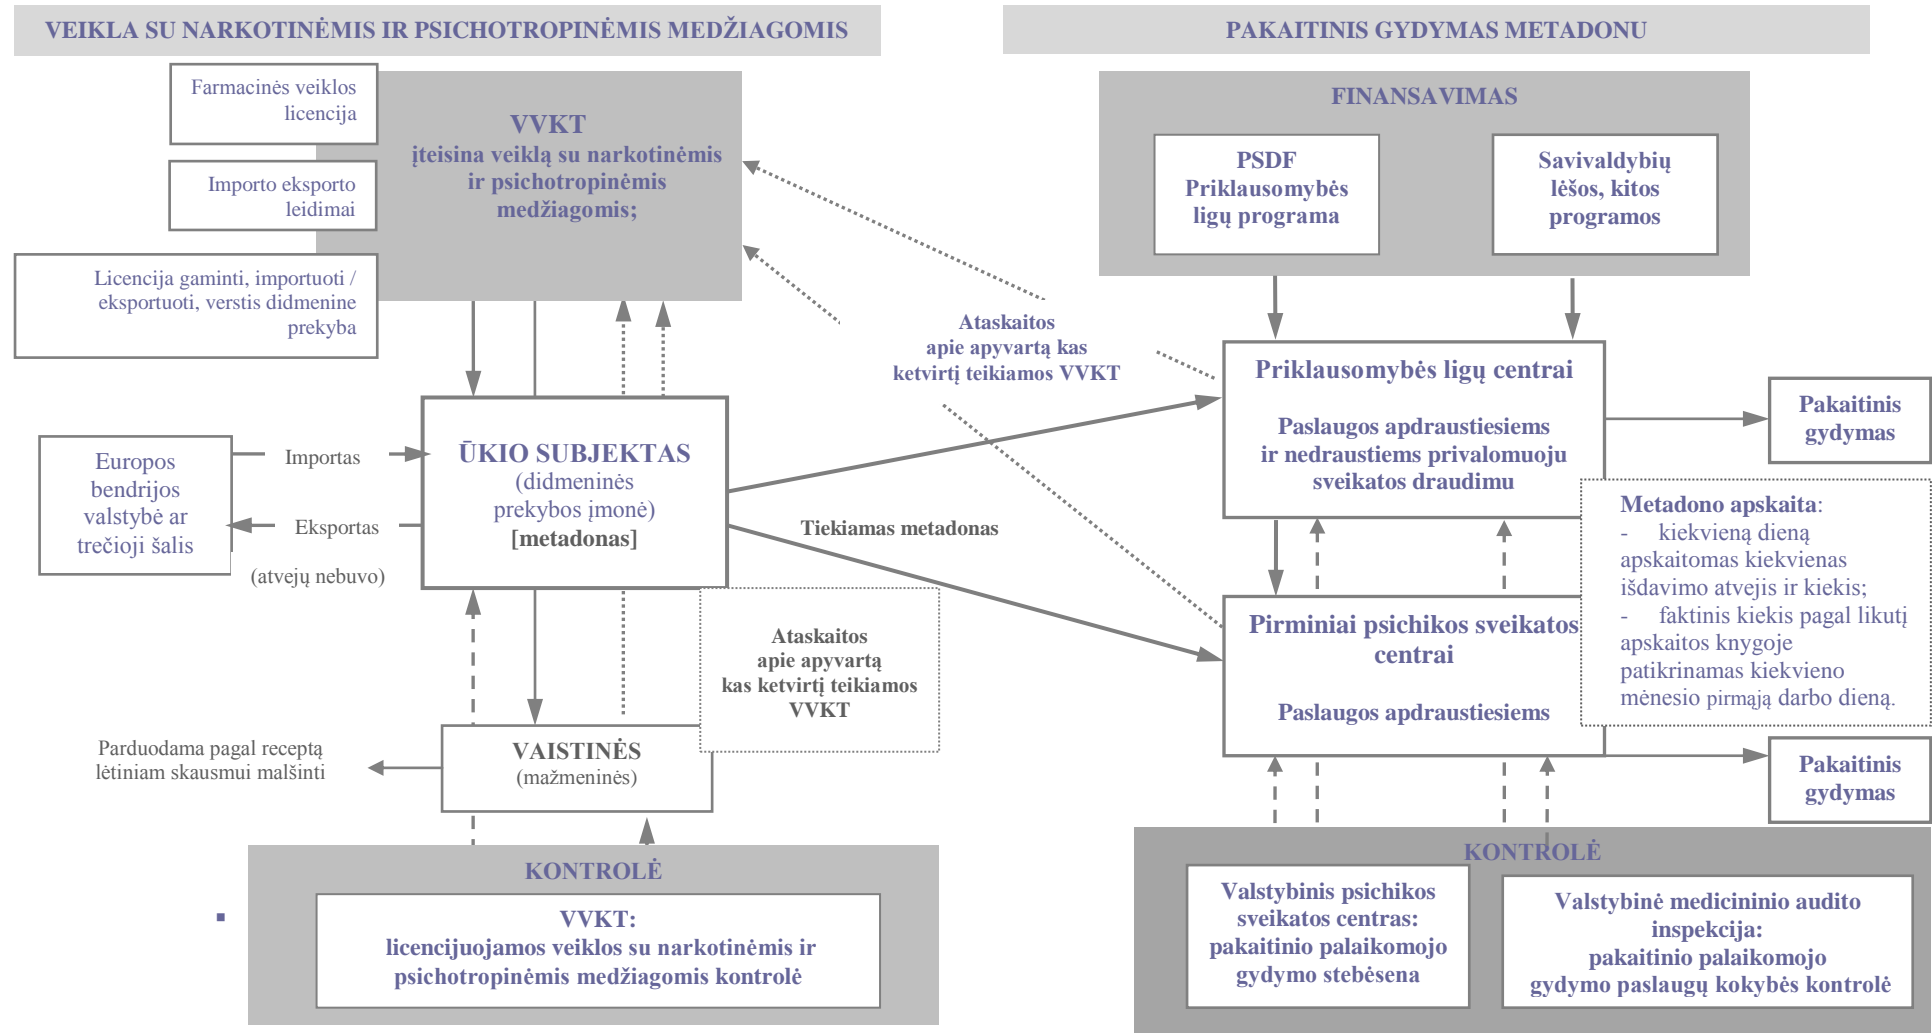 VEIKLA SU NARKOTINĖMIS IR PSICHOTROPINĖMIS MEDŽIAGOMIS
PAKAITINIS GYDYMAS METADONU
Farmacinės veiklos
licencija
Importo eksporto
leidimai
Licencija gaminti, importuoti /
eksportuoti, verstis didmenine
prekyba
VVKT
įteisina veiklą su narkotinėmis
ir psichotropinėmis
medžiagomis;
FINANSAVIMAS
PSDF
Priklausomybės
ligų programa
Savivaldybių
lėšos, kitos
programos
Ataskaitos
apie apyvartą kas
ketvirtį teikiamos VVKT
Priklausomybės ligų centrai
Paslaugos apdraustiesiems
ir nedraustiems privalomuoju
sveikatos draudimu
Pakaitinis
gydymas
Europos
bendrijos
valstybė ar
trečioji šalis
Importas
Eksportas
(atvejų nebuvo)
ŪKIO SUBJEKTAS
(didmeninės
prekybos įmonė)
[metadonas]
Tiekiamas metadonas
Metadono apskaita:
- kiekvieną dieną
apskaitomas kiekvienas
išdavimo atvejis ir kiekis;
- faktinis kiekis pagal likutį
apskaitos knygoje
patikrinamas kiekvieno
mėnesio pirmąją darbo dieną.
Ataskaitos
apie apyvartą
kas ketvirtį teikiamos
VVKT
Pirminiai psichikos sveikatos
centrai
Paslaugos apdraustiesiems
Parduodama pagal receptą
lėtiniam skausmui malšinti
VAISTINĖS
(mažmeninės)
Pakaitinis
gydymas
KONTROLĖ
VVKT:
licencijuojamos veiklos su narkotinėmis ir
psichotropinėmis medžiagomis kontrolė
KONTROLĖ
Valstybinis psichikos
sveikatos centras:
pakaitinio palaikomojo
gydymo stebėsena
Valstybinė medicininio audito
inspekcija:
pakaitinio palaikomojo
gydymo paslaugų kokybės kontrolė